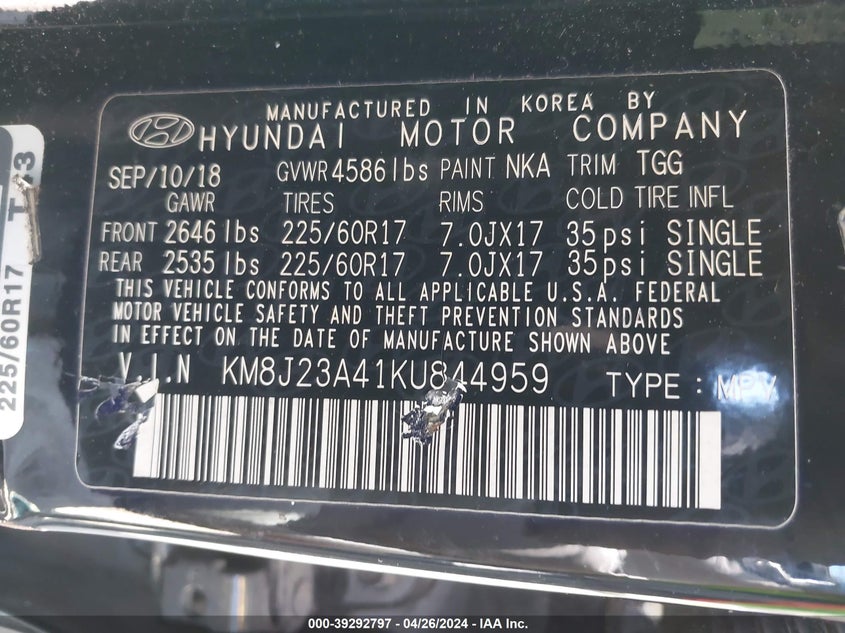 MANUFACTURED IN KOREA BY
HYUNDAI MOTOR COMPANY
SEP/10/18 GVWR 4586 lbs PAINT NKA TRIM TGG
GAWR TIRES RIMS COLD TIRE INFL
FRONT 2646 lbs 225/60R17 7.0JX17 35psi SINGLE
REAR 2535 lbs 225/60R17 7.0JX17 35psi SINGLE
THIS VEHICLE CONFORMS TO ALL APPLICABLE U.S.A. FEDERAL
MOTOR VEHICLE SAFETY AND THEFT PREVENTION STANDARDS
IN EFFECT ON THE DATE OF MANUFACTURE SHOWN ABOVE
V.I.N KM8J23A41KU844959 TYPE : MPV
225/60R17
000-39292797 - 04/26/2024 - IAA Inc.